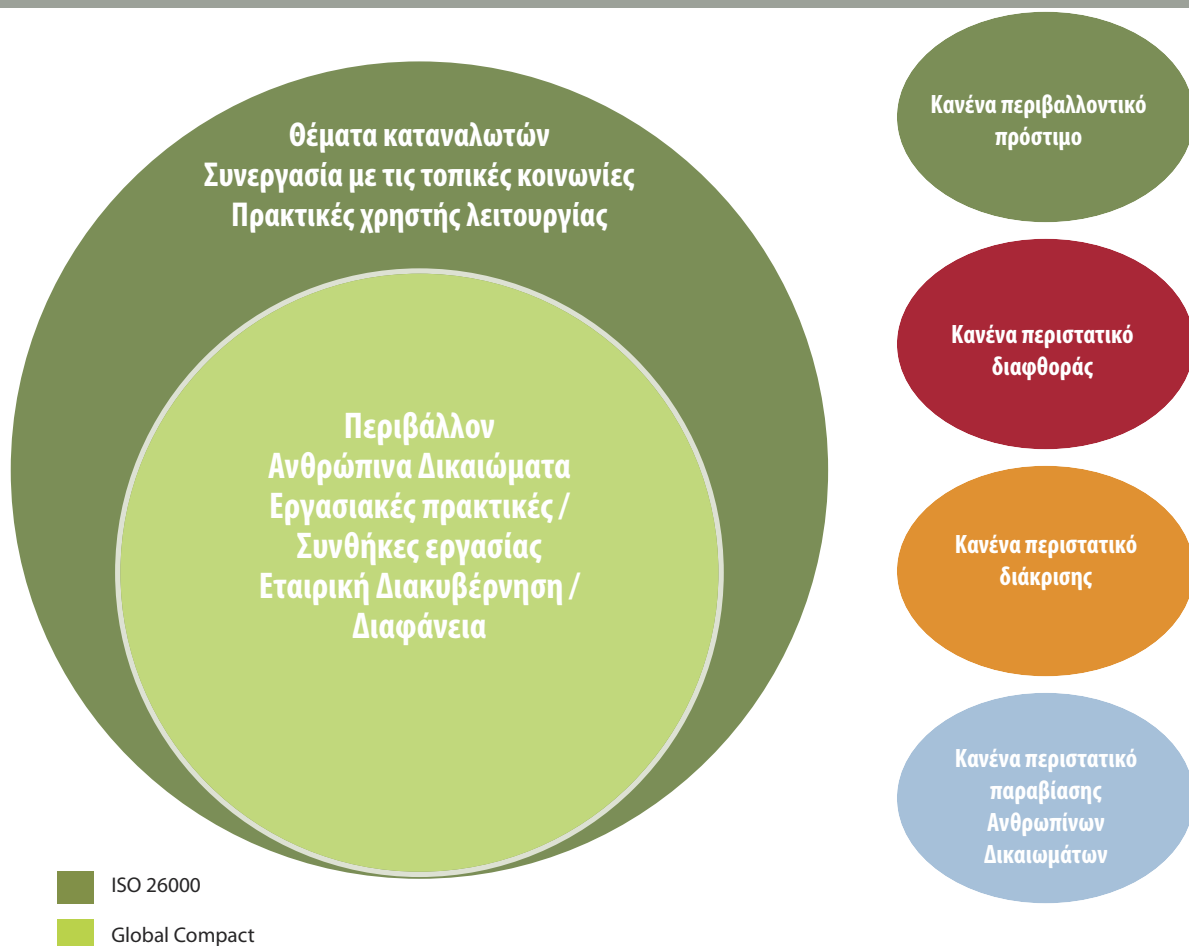 Θέματα καταναλωτών
Συνεργασία με τις τοπικές κοινωνίες
Πρακτικές χρηστής λειτουργίας
Περιβάλλον
Ανθρώπινα Δικαιώματα
Εργασιακές πρακτικές /
Συνθήκες εργασίας
Εταιρική Διακυβέρνηση /
Διαφάνεια
ISO 26000
Global Compact
Κανένα περιβαλλοντικό
πρόστιμο
Κανένα περιστατικό
διαφθοράς
Κανένα περιστατικό
διάκρισης
Κανένα περιστατικό
παραβίασης
Ανθρωπίνων
Δικαιωμάτων